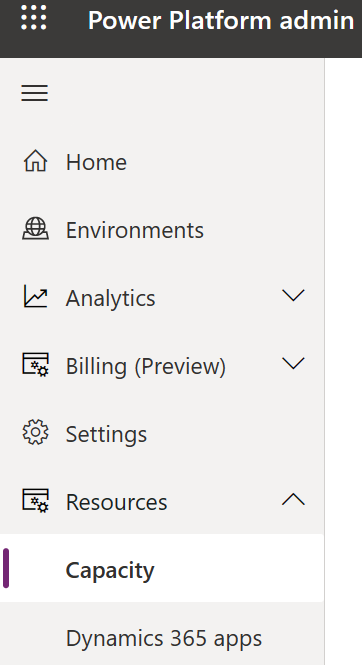 Power Platform admin
Home
Environments
Analytics
Billing (Preview)
Settings
Resources
Capacity
Dynamics 365 apps